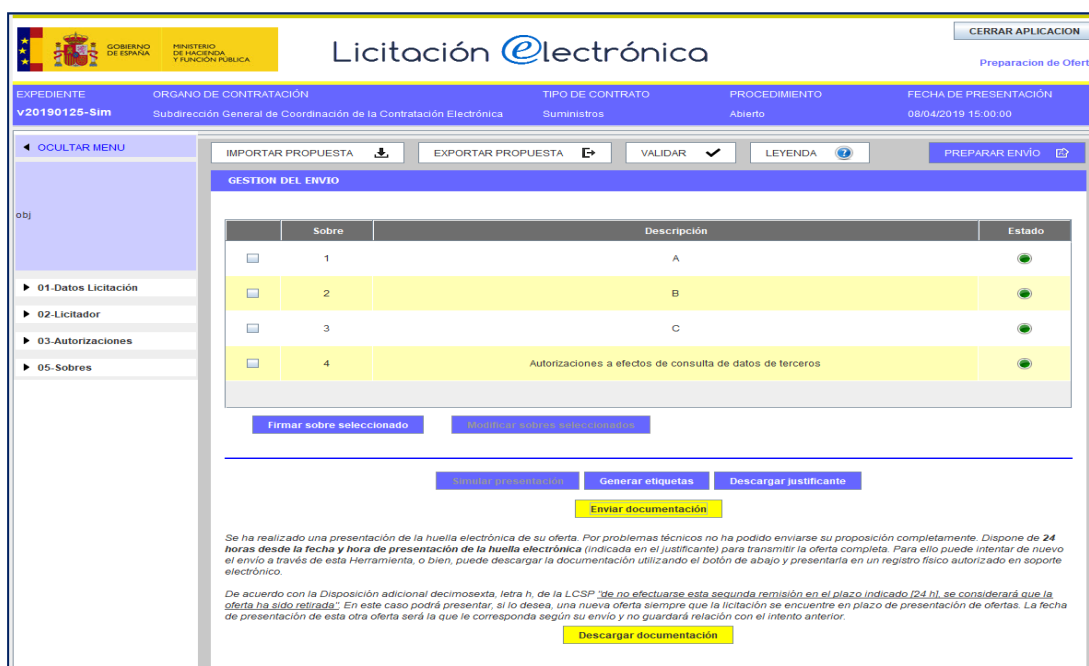 GOBIERNO
DE ESPAÑA
MINISTERIO
DE HACIENDA
Y FUNCIÓN PÚBLICA
Licitación electrónica
CERRAR APLICACION
Preparacion de Ofert
EXPEDIENTE ORGANO DE CONTRATACIÓN TIPO DE CONTRATO PROCEDIMIENTO FECHA DE PRESENTACIÓN
v20190125-Sim Subdirección General de Coordinación de la Contratación Electrónica Suministros Abierto 08/04/2019 15:00:00
OCULTAR MENU
obj
01-Datos Licitación
02-Licitador
03-Autorizaciones
05-Sobres
IMPORTAR PROPUESTA EXPORTAR PROPUESTA VALIDAR LEYENDA ? PREPARAR ENVÍO
GESTION DEL ENVIO
Sobre Descripción Estado
1 A
2 B
3 C
4 Autorizaciones a efectos de consulta de datos de terceros
Firmar sobre seleccionado Modificar sobres seleccionados
Simular presentación Generar etiquetas Descargar justificante
Enviar documentación
Se ha realizado una presentación de la huella electrónica de su oferta. Por problemas técnicos no ha podido enviarse su proposición completamente. Dispone de 24
horas desde la fecha y hora de presentación de la huella electrónica (indicada en el justificante) para transmitir la oferta completa. Para ello puede intentar de nuevo
el envío a través de esta Herramienta, o bien, puede descargar la documentación utilizando el botón de abajo y presentarla en un registro físico autorizado en soporte
electrónico.
De acuerdo con la Disposición adicional decimosexta, letra h, de la LCSP "de no efectuarse esta segunda remisión en el plazo indicado [24 h], se considerará que la
oferta ha sido retirada". En este caso podrá presentar, si lo desea, una nueva oferta siempre que la licitación se encuentre en plazo de presentación de ofertas. La fecha
de presentación de esta otra oferta será la que le corresponda según su envío y no guardará relación con el intento anterior.
Descargar documentación